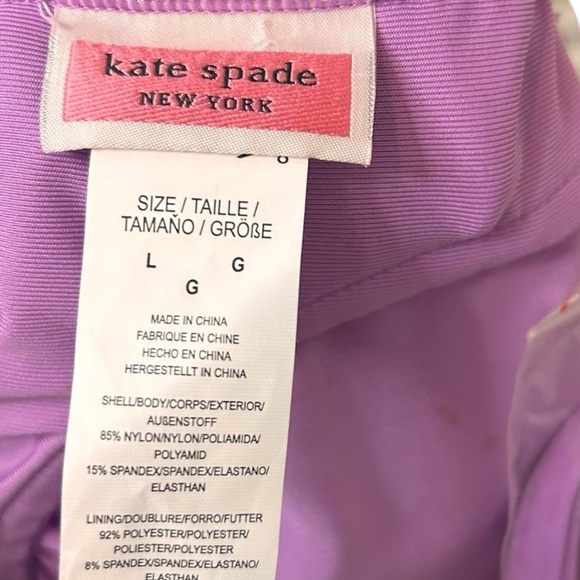 kate spade
NEW YORK
SIZE / TAILLE /
TAMAÑO / GRÖßE
L G
G
MADE IN CHINA
FABRIQUE EN CHINE
HECHO EN CHINA
HERGESTELLT IN CHINA
SHELL/BODY/CORPS/EXTERIOR/
AUßENSTOFF
85% NYLON/NYLON/POLIAMIDA/
POLYAMID
15% SPANDEX/SPANDEX/ELASTANO/
ELASTHAN
LINING/DOUBLURE/FORRO/FUTTER
92% POLYESTER/POLYESTER/
POLIESTER/POLYESTER
8% SPANDEX/SPANDEX/ELASTANO/
ELASTHAN